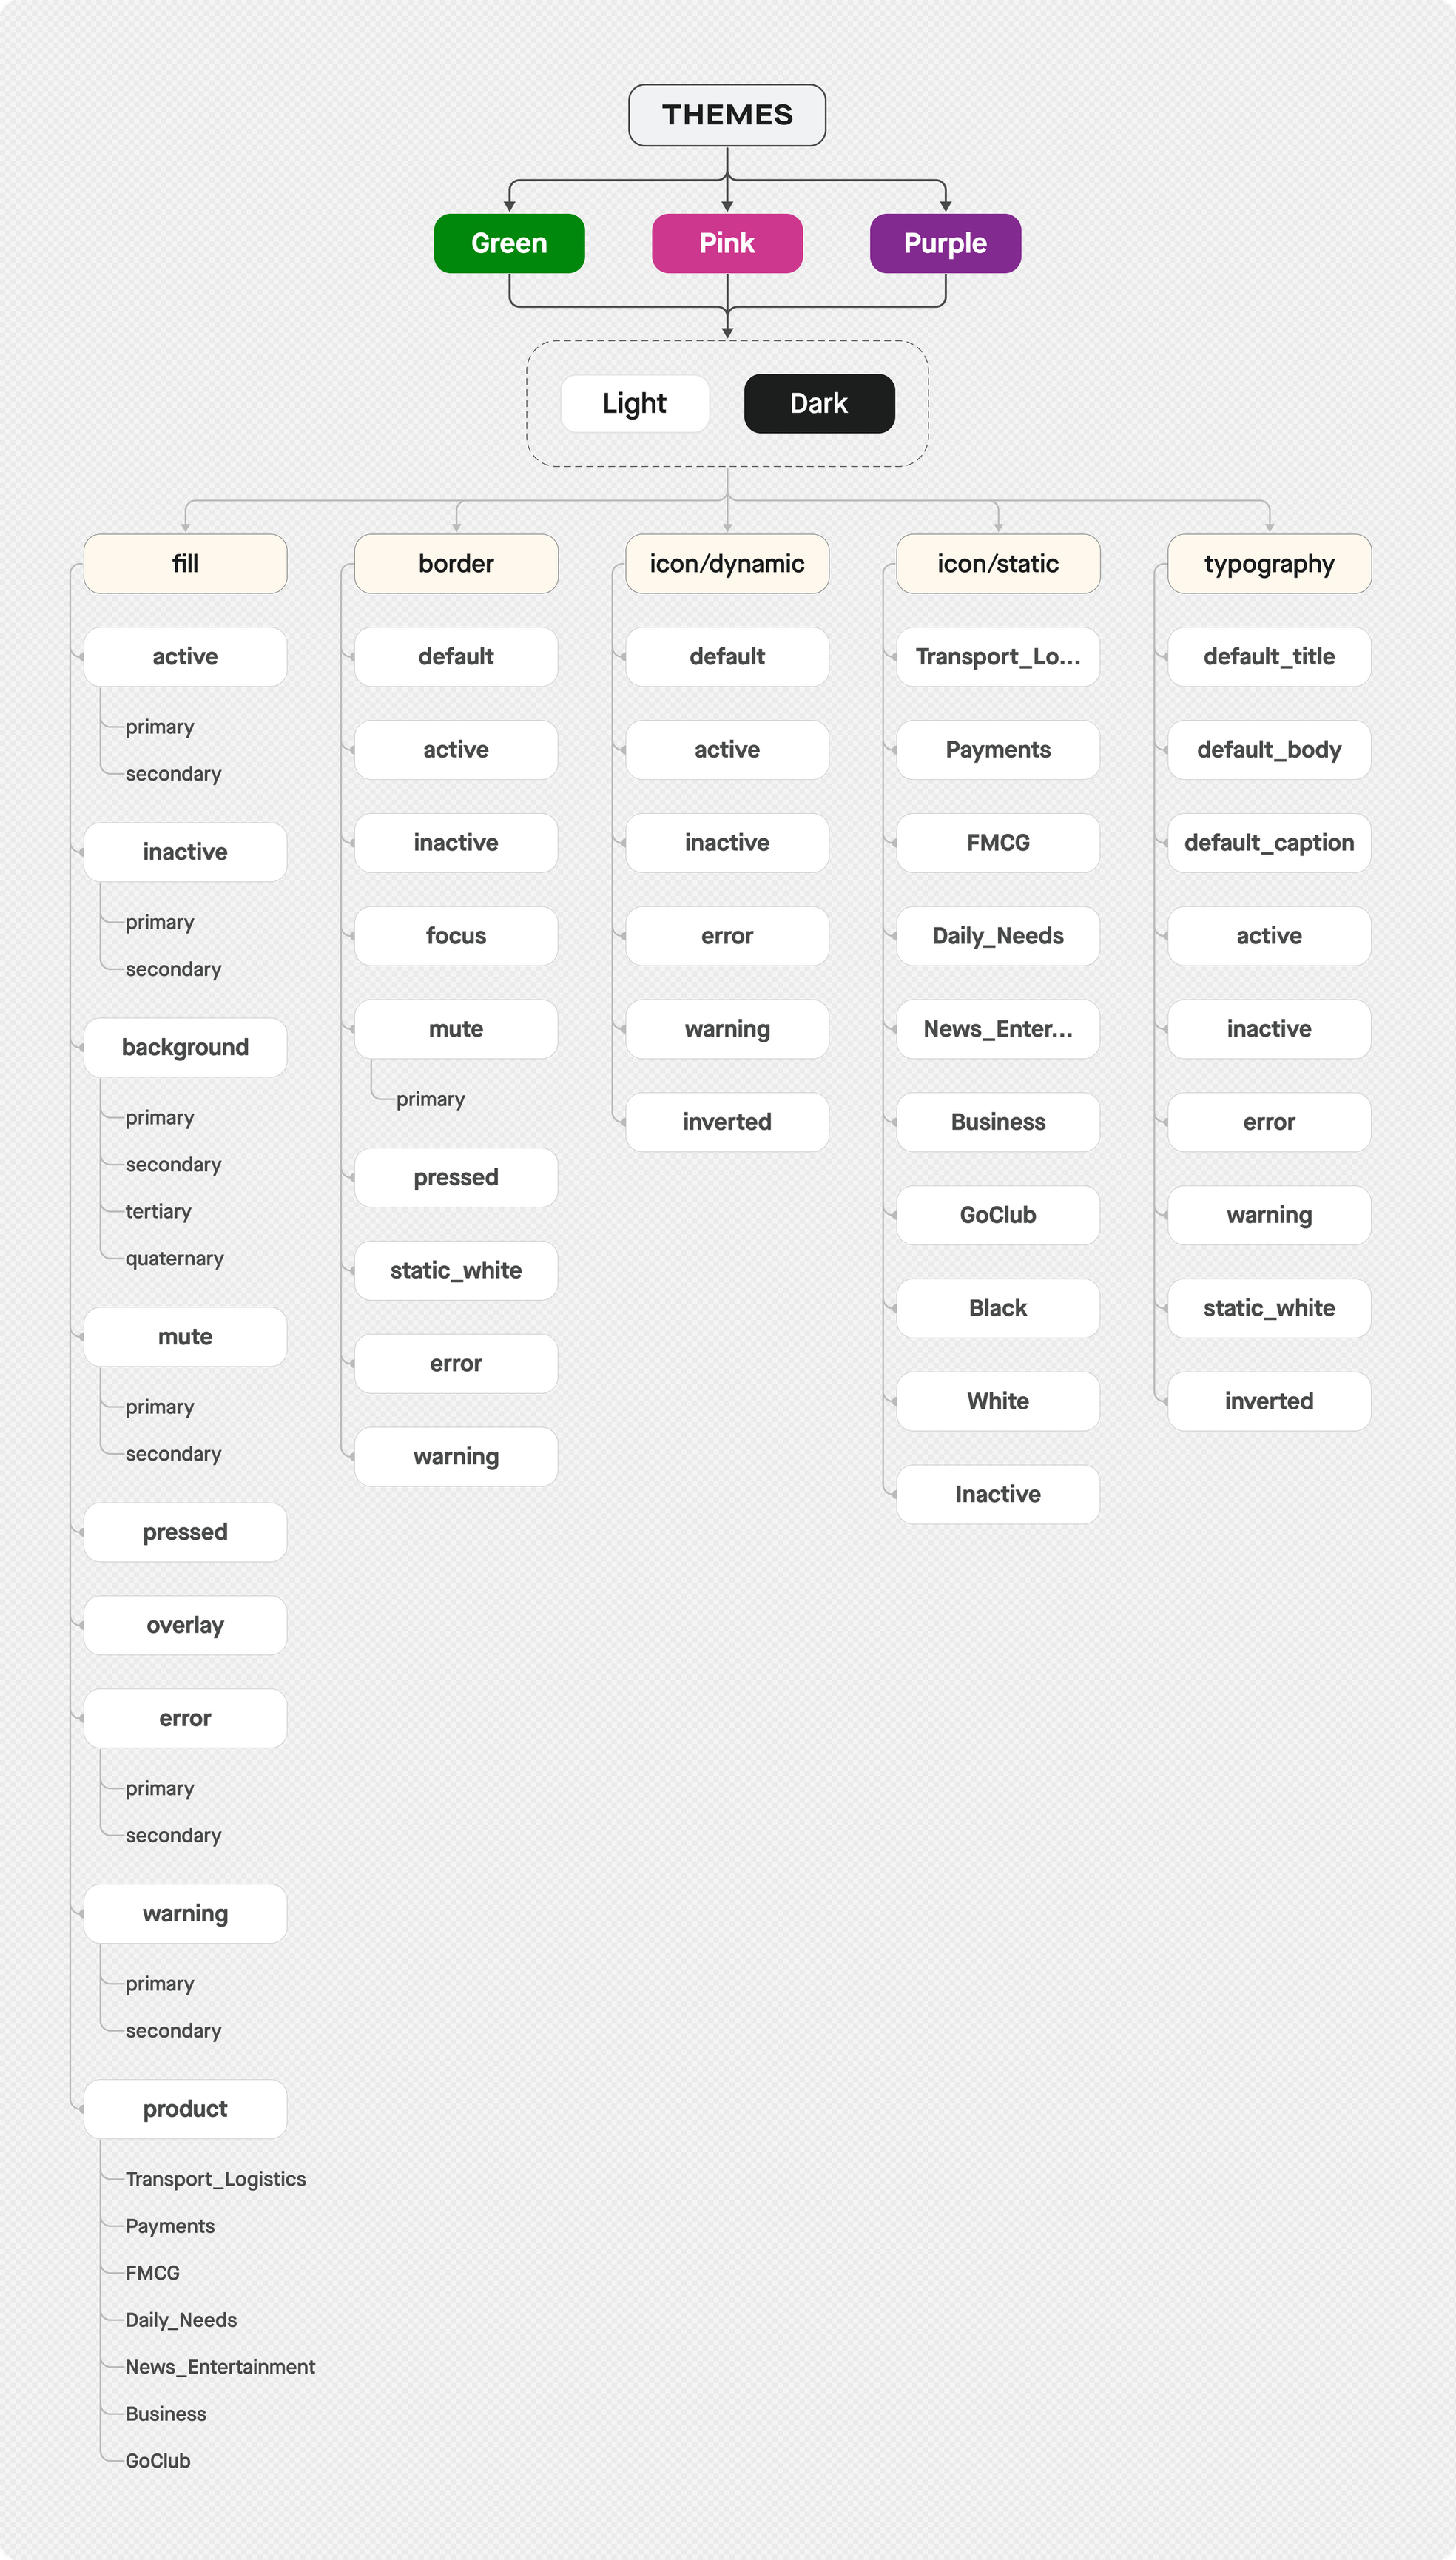 THEMES
Green
Pink
Purple
Light
Dark
fill
active
primary
secondary
inactive
primary
secondary
background
primary
secondary
tertiary
quaternary
mute
primary
secondary
pressed
overlay
error
primary
secondary
warning
primary
secondary
product
Transport_Logistics
Payments
FMCG
Daily_Needs
News_Entertainment
Business
GoClub
border
default
active
inactive
focus
mute
primary
pressed
static_white
error
warning
icon/dynamic
default
active
inactive
error
warning
inverted
icon/static
Transport_Lo...
Payments
FMCG
Daily_Needs
News_Enter...
Business
GoClub
Black
White
Inactive
typography
default_title
default_body
default_caption
active
inactive
error
warning
static_white
inverted